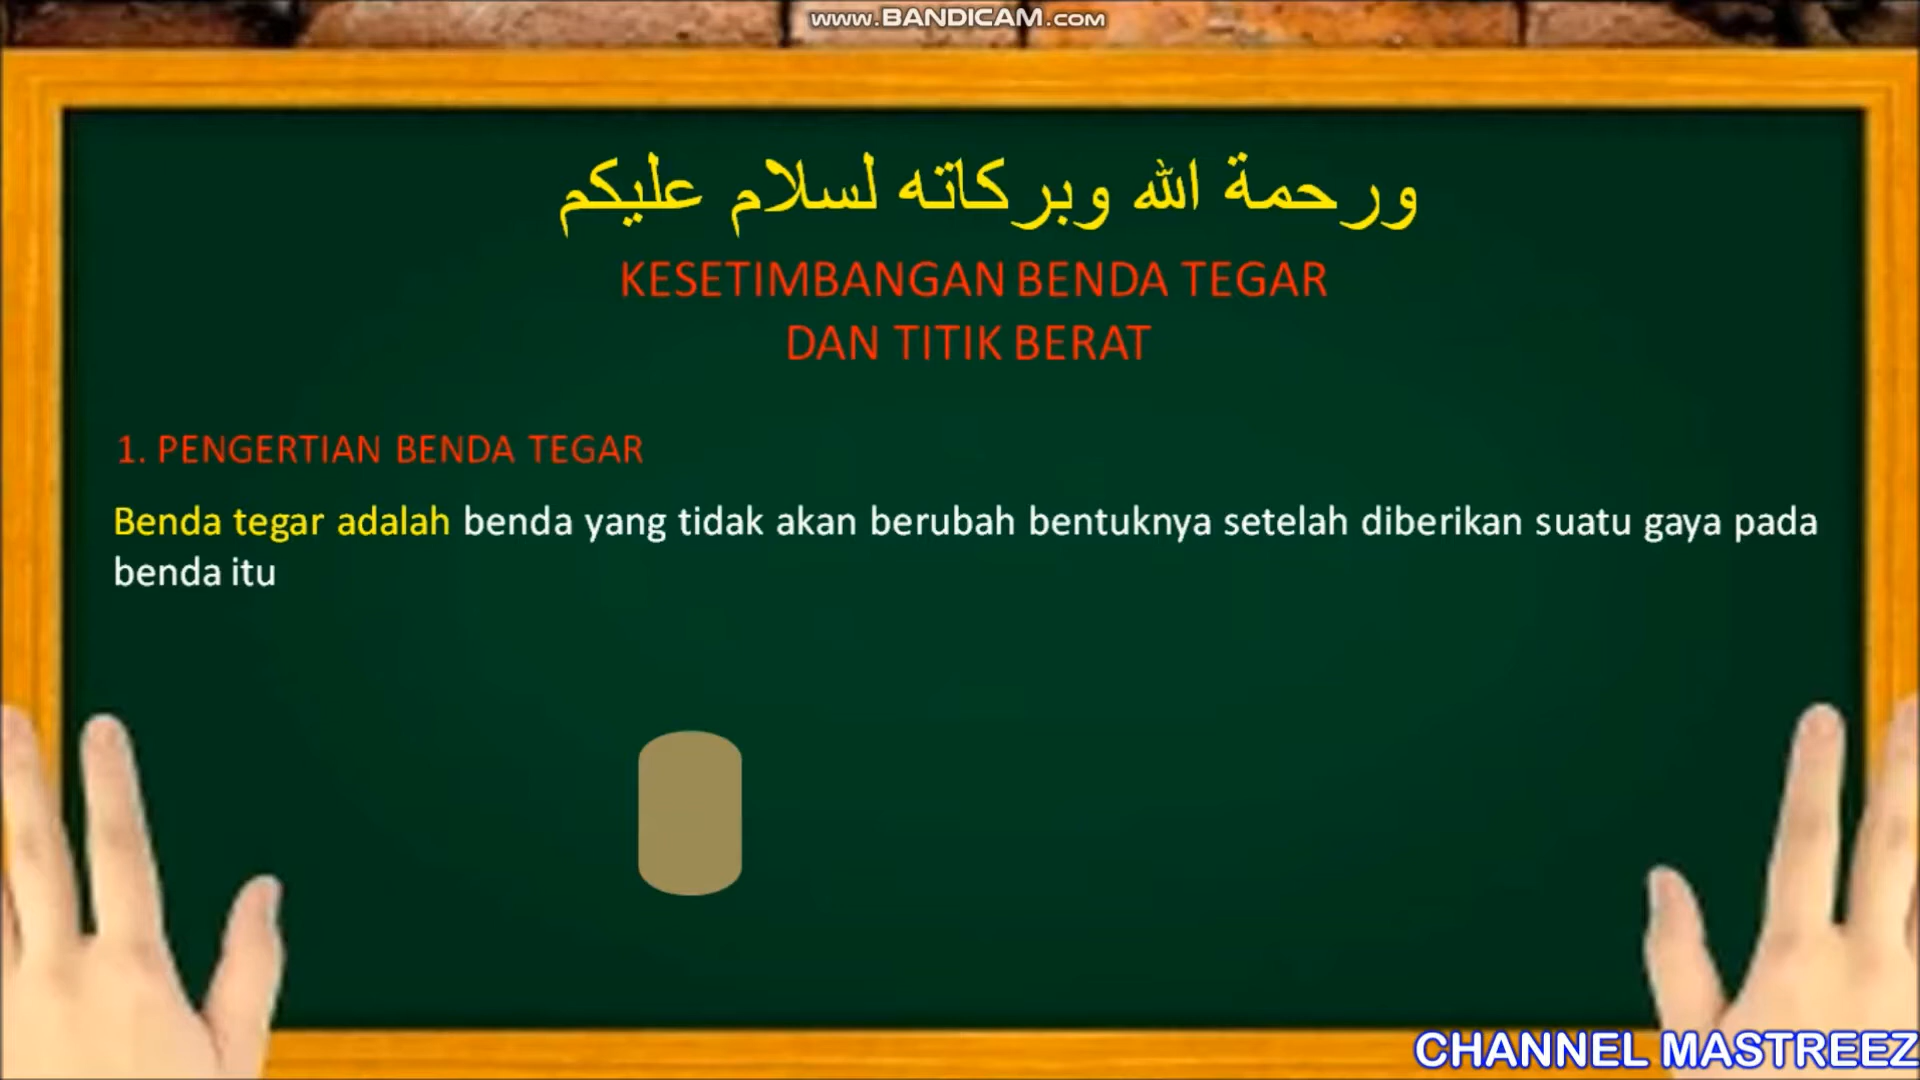 www.BANDICAM.com
ورحمة الله وبركاته لسلام عليكم
KESETIMBANGAN BENDA TEGAR
DAN TITIK BERAT
1. PENGERTIAN BENDA TEGAR
Benda tegar adalah benda yang tidak akan berubah bentuknya setelah diberikan suatu gaya pada
benda itu
CHANNEL MASTREEZ